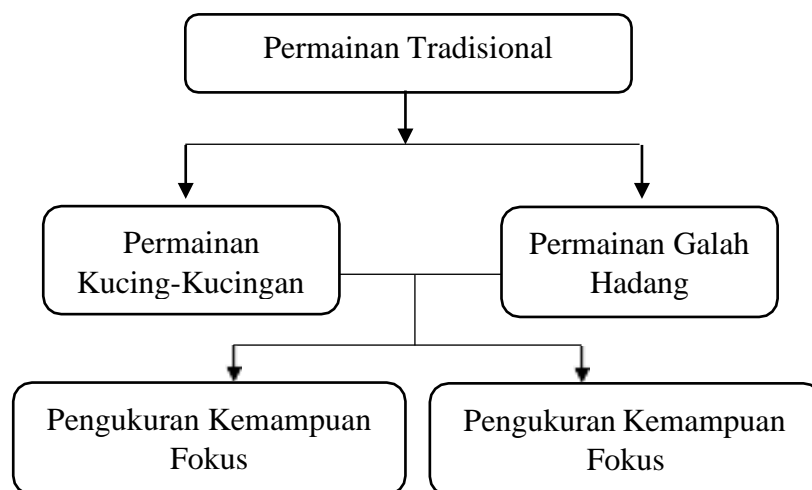 Permainan Tradisional
Permainan
Kucing-Kucingan
Permainan Galah
Hadang
Pengukuran Kemampuan
Fokus
Pengukuran Kemampuan
Fokus